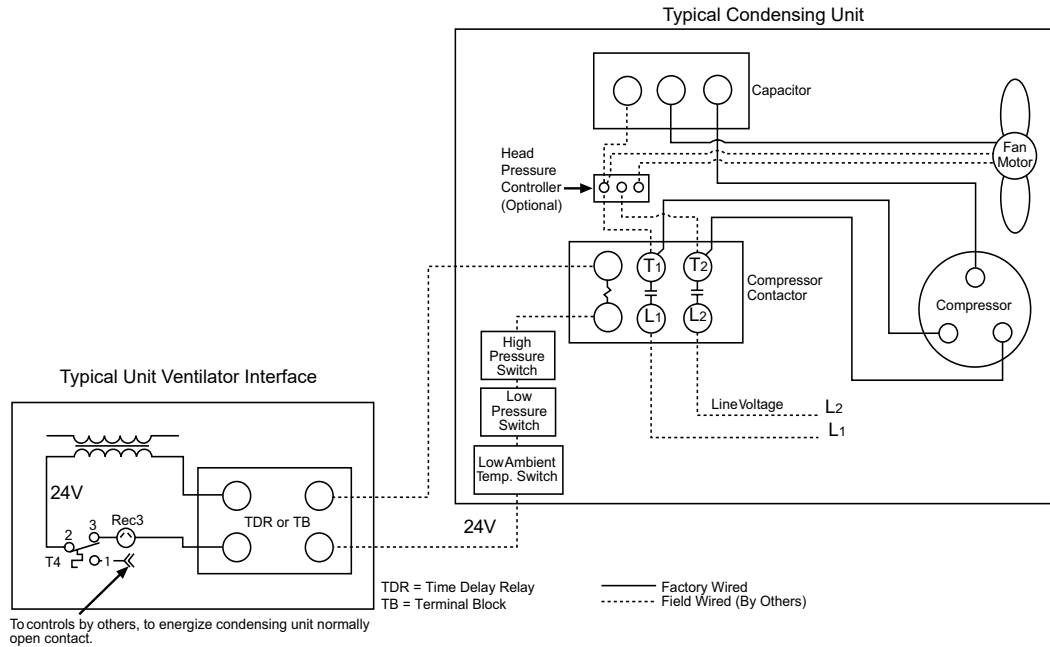 Typical Condensing Unit
Capacitor
Fan
Motor
Head
Pressure
Controller
(Optional)
T1
T2
L1
L2
Compressor
Contactor
Compressor
High
Pressure
Switch
Low
Pressure
Switch
Low Ambient
Temp. Switch
Line Voltage
L2
L1
24V
Typical Unit Ventilator Interface
24V
2
3
Rec3
T4
1
TDR or TB
TDR = Time Delay Relay
TB = Terminal Block
Factory Wired
Field Wired (By Others)
To controls by others, to energize condensing unit normally
open contact.